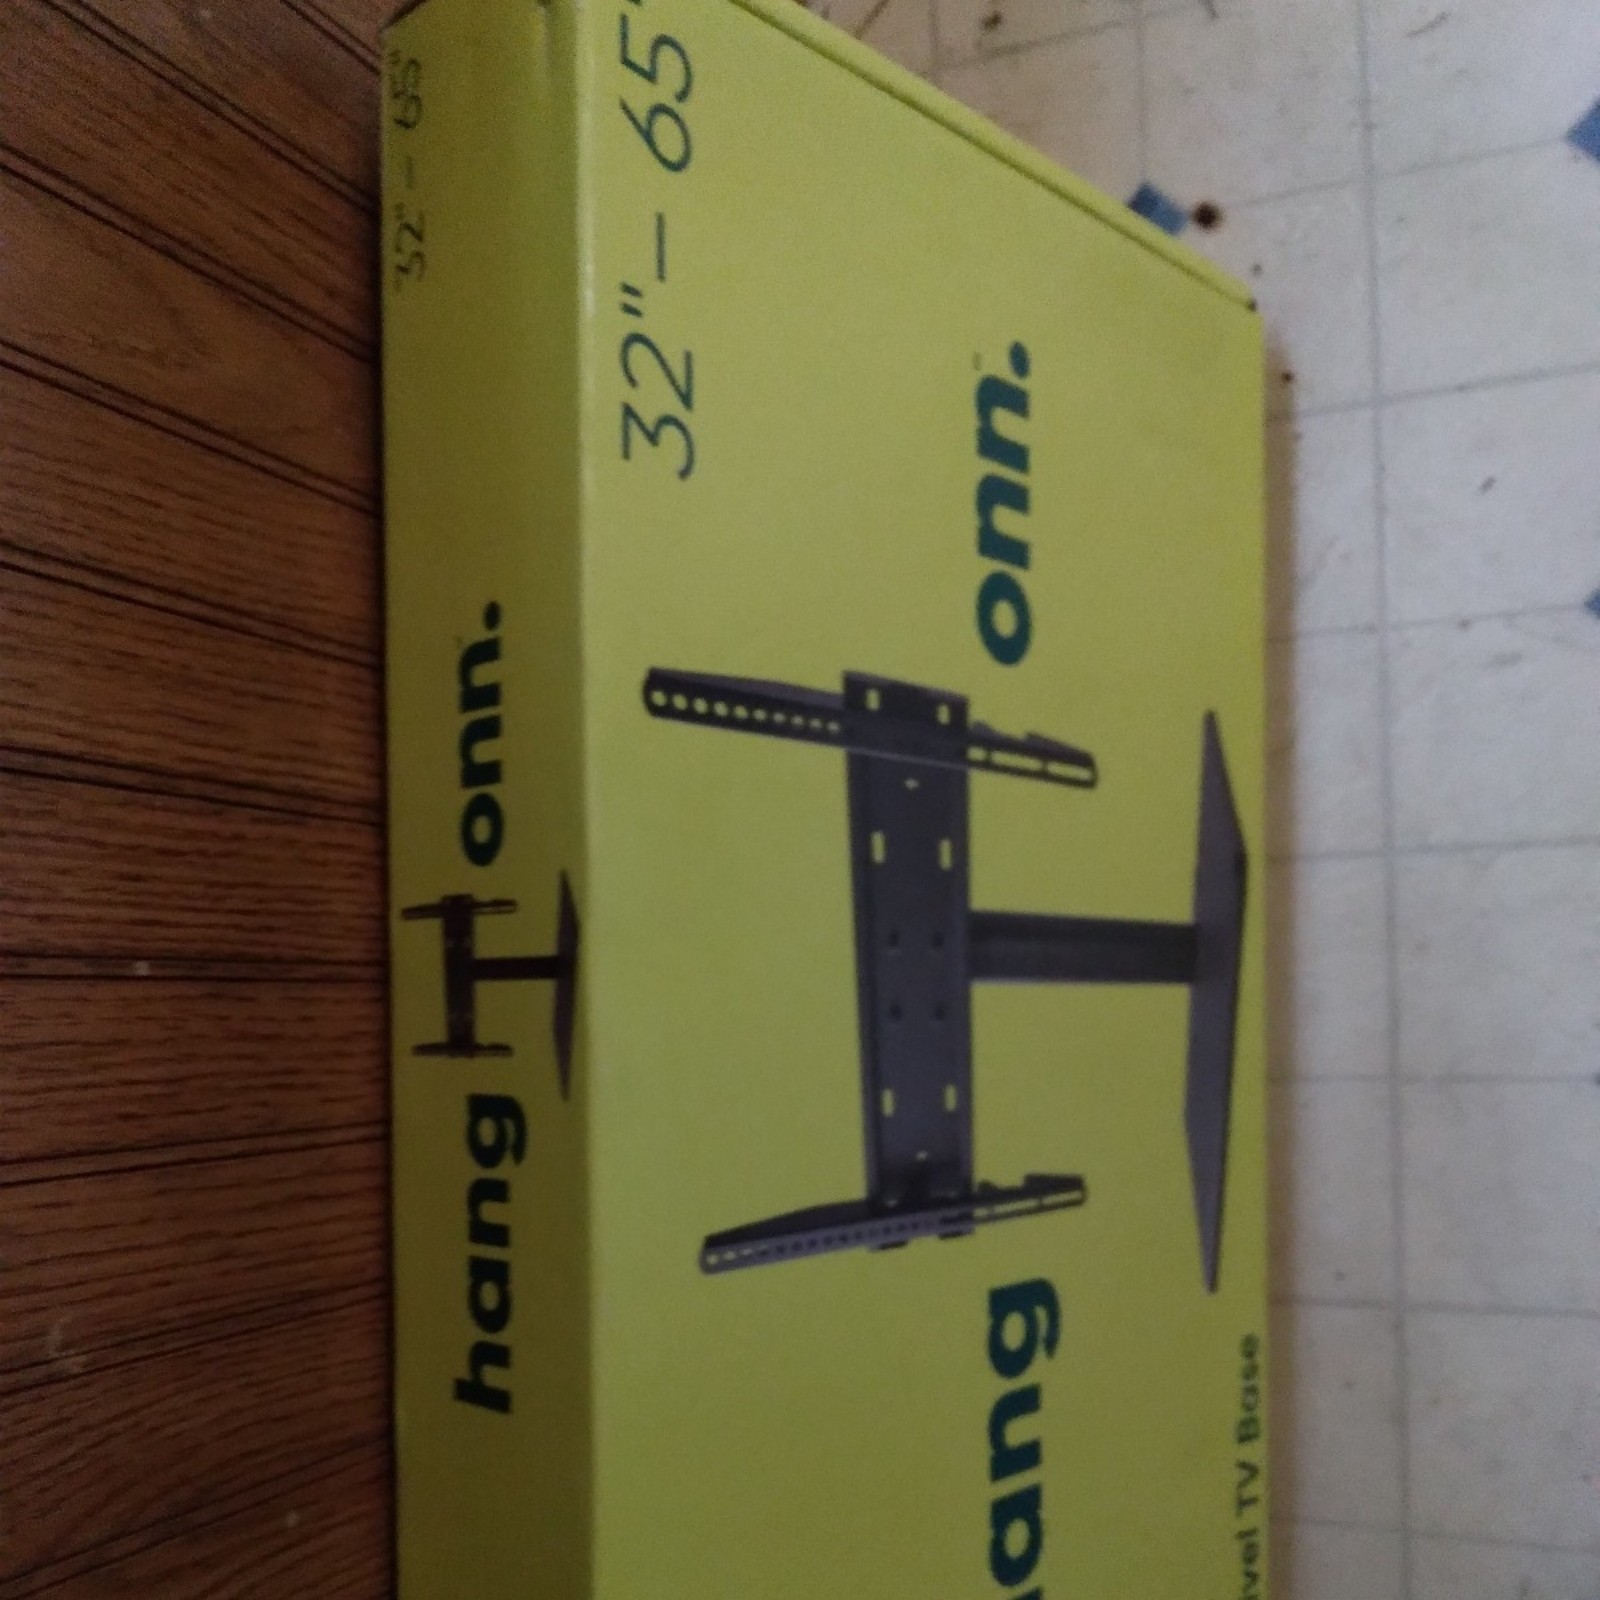 32" - 65"
hang onn.
32" - 65"
hang onn.
TV Base